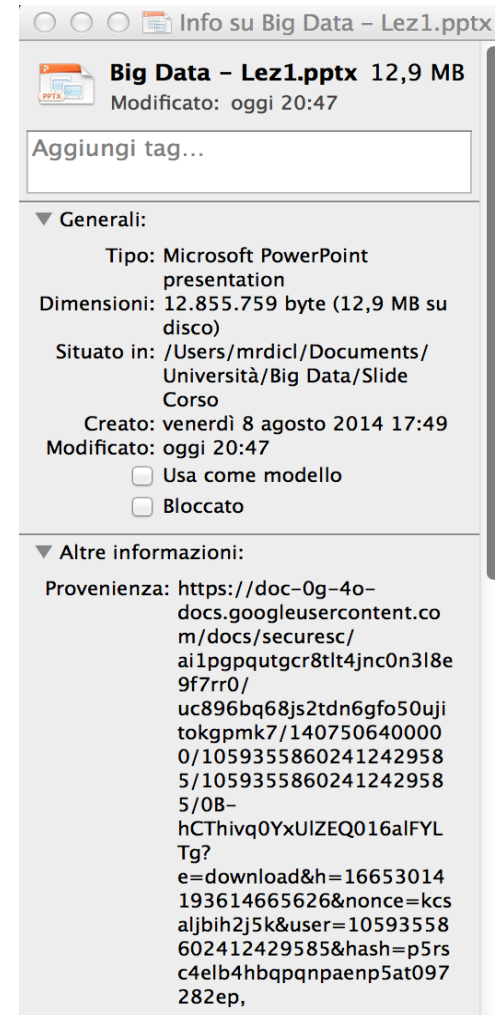 Info su Big Data – Lez1.pptx
Big Data – Lez1.pptx 12,9 MB
Modificato: oggi 20:47
PPTX
Aggiungi tag...
Generali:
Tipo: Microsoft PowerPoint
presentation
Dimensioni: 12.855.759 byte (12,9 MB su
disco)
Situato in: /Users/mrdicl/Documents/
Università/Big Data/Slide
Corso
Creato: venerdì 8 agosto 2014 17:49
Modificato: oggi 20:47
Usa come modello
Bloccato
Altre informazioni:
Provenienza: https://doc-0g-4o-
docs.googleusercontent.co
m/docs/securesc/
ai1pgpqutgcr8tlt4jnc0n3l8e
9f7rr0/
uc896bq68js2tdn6gfo50uji
tokgpmk7/140750640000
0/1059355860241242958
5/1059355860241242958
5/0B-
hCThivq0YxUlZEQ016alFYL
Tg?
e=download&h=16653014
193614665626&nonce=kcs
aljbih2j5k&user=10593558
602412429585&hash=p5rs
c4elb4hbqpqnpaenp5at097
282ep,